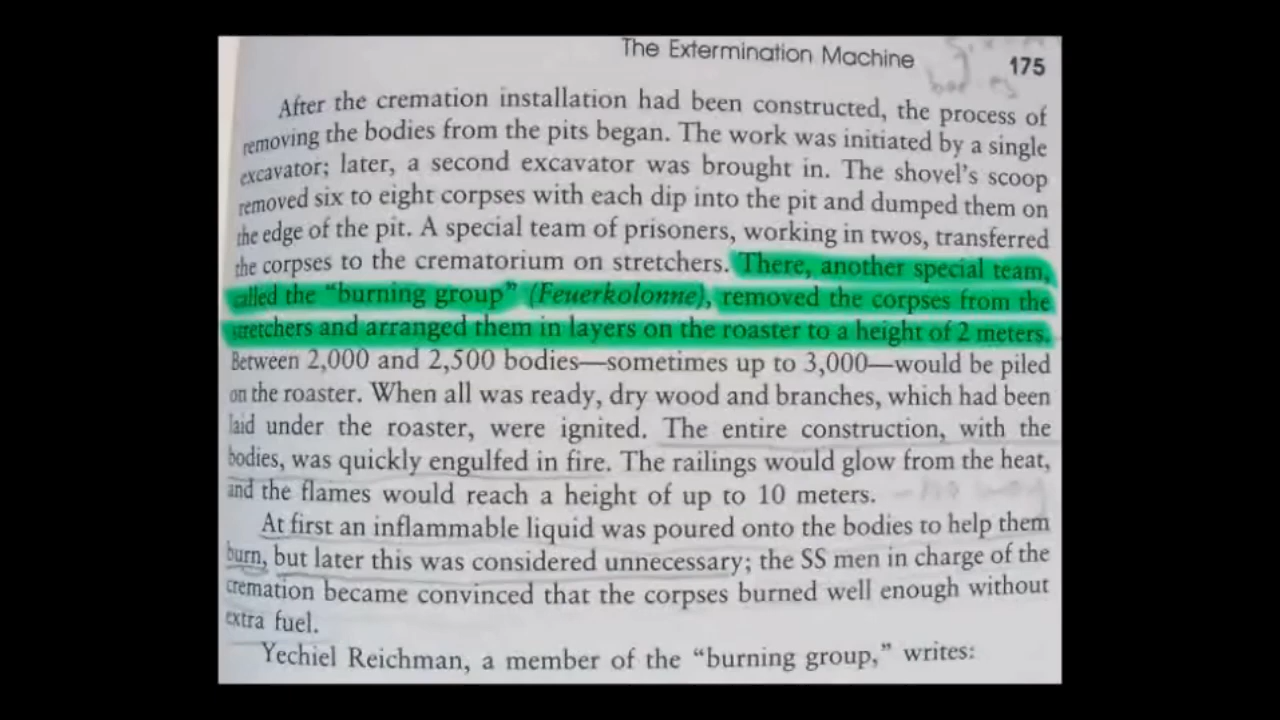 The Extermination Machine
175
After the cremation installation had been constructed, the process of
removing the bodies from the pits began. The work was initiated by a single
excavator; later, a second excavator was brought in. The shovel's scoop
removed six to eight corpses with each dip into the pit and dumped them on
the edge of the pit. A special team of prisoners, working in twos, transferred
the corpses to the crematorium on stretchers. There, another special team,
called the "burning group" (Feuerkolonne), removed the corpses from the
stretchers and arranged them in layers on the roaster to a height of 2 meters.
Between 2,000 and 2,500 bodies—sometimes up to 3,000—would be piled
on the roaster. When all was ready, dry wood and branches, which had been
laid under the roaster, were ignited. The entire construction, with the
bodies, was quickly engulfed in fire. The railings would glow from the heat,
and the flames would reach a height of up to 10 meters.
At first an inflammable liquid was poured onto the bodies to help them
burn, but later this was considered unnecessary; the SS men in charge of the
cremation became convinced that the corpses burned well enough without
extra fuel.
Yechiel Reichman, a member of the "burning group," writes: